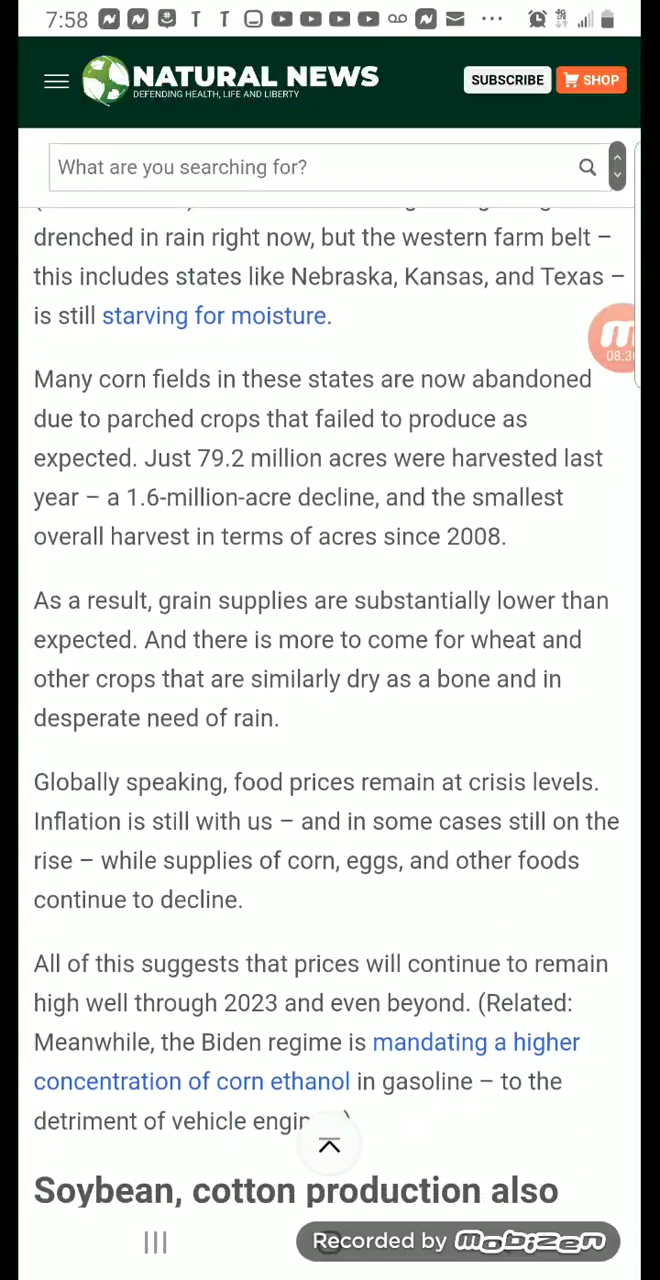 7:58
NATURAL NEWS
DEFENDING HEALTH, LIFE AND LIBERTY
SUBSCRIBE
SHOP
What are you searching for?
drenched in rain right now, but the western farm belt –
this includes states like Nebraska, Kansas, and Texas –
is still starving for moisture.
08:3
Many corn fields in these states are now abandoned
due to parched crops that failed to produce as
expected. Just 79.2 million acres were harvested last
year – a 1.6-million-acre decline, and the smallest
overall harvest in terms of acres since 2008.
As a result, grain supplies are substantially lower than
expected. And there is more to come for wheat and
other crops that are similarly dry as a bone and in
desperate need of rain.
Globally speaking, food prices remain at crisis levels.
Inflation is still with us – and in some cases still on the
rise – while supplies of corn, eggs, and other foods
continue to decline.
All of this suggests that prices will continue to remain
high well through 2023 and even beyond. (Related:
Meanwhile, the Biden regime is mandating a higher
concentration of corn ethanol in gasoline – to the
detriment of vehicle
Soybean, cotton production also
Recorded by mobizen